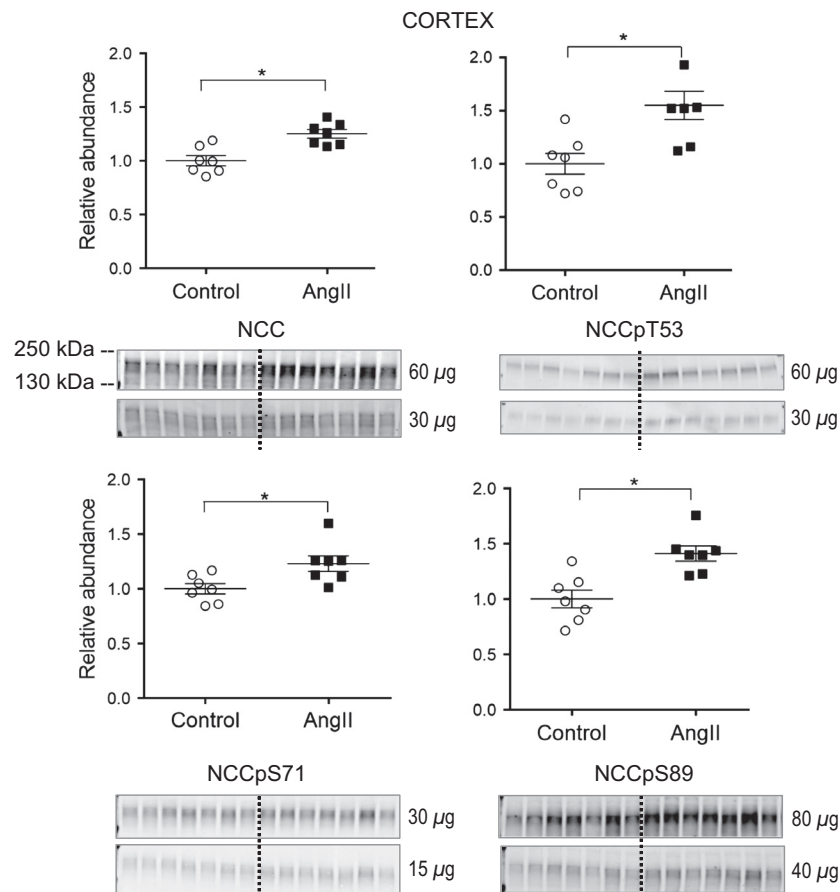 CORTEX
Relative abundance
2.0
1.5
1.0
0.5
0.0
*
Control AngII
2.0
1.5
1.0
0.5
0.0
*
Control AngII
NCC
250 kDa --
130 kDa --
60 µg
30 µg
NCCpT53
60 µg
30 µg
Relative abundance
2.0
1.5
1.0
0.5
0.0
*
Control AngII
2.0
1.5
1.0
0.5
0.0
*
Control AngII
NCCpS71
30 µg
15 µg
NCCpS89
80 µg
40 µg